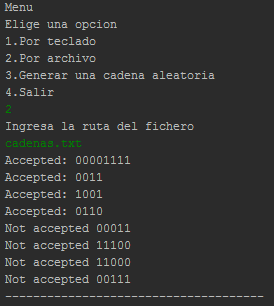 Menu
Elige una opcion
1.Por teclado
2.Por archivo
3.Generar una cadena aleatoria
4.Salir
2
Ingresa la ruta del fichero
cadenas.txt
Accepted: 00001111
Accepted: 0011
Accepted: 1001
Accepted: 0110
Not accepted 00011
Not accepted 11100
Not accepted 11000
Not accepted 00111
-------------------------------------